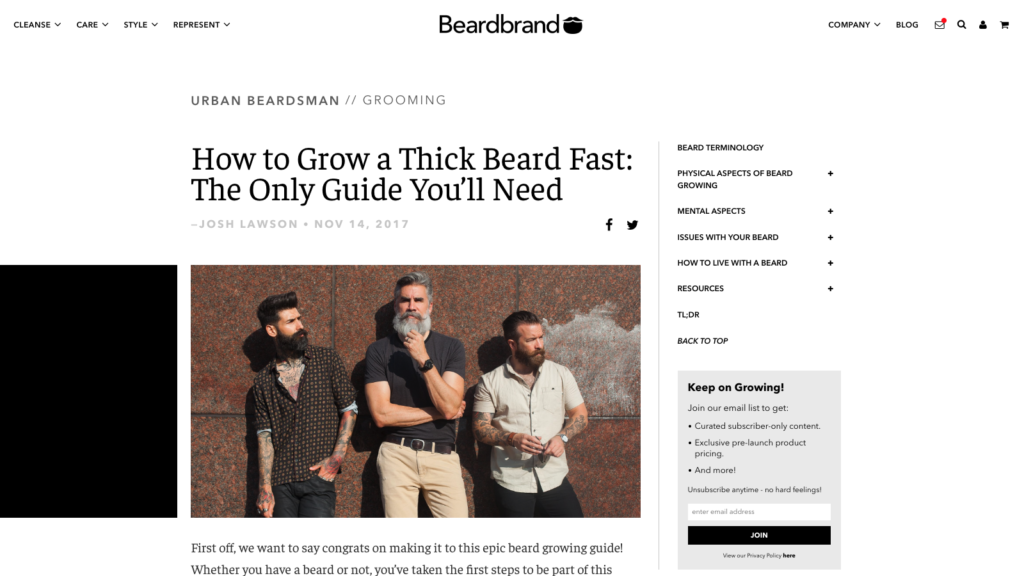 CLEANSE
CARE
STYLE
REPRESENT
Beardbrand
COMPANY
BLOG
URBAN BEARDSMAN // GROOMING
How to Grow a Thick Beard Fast:
The Only Guide You’ll Need
–JOSH LAWSON • NOV 14, 2017
First off, we want to say congrats on making it to this epic beard growing guide!
Whether you have a beard or not, you’ve taken the first steps to be part of this
BEARD TERMINOLOGY
PHYSICAL ASPECTS OF BEARD
GROWING
+
MENTAL ASPECTS
+
ISSUES WITH YOUR BEARD
+
HOW TO LIVE WITH A BEARD
+
RESOURCES
+
TL;DR
BACK TO TOP
Keep on Growing!
Join our email list to get:
• Curated subscriber-only content.
• Exclusive pre-launch product
pricing.
• And more!
Unsubscribe anytime - no hard feelings!
enter email address
JOIN
View our Privacy Policy here